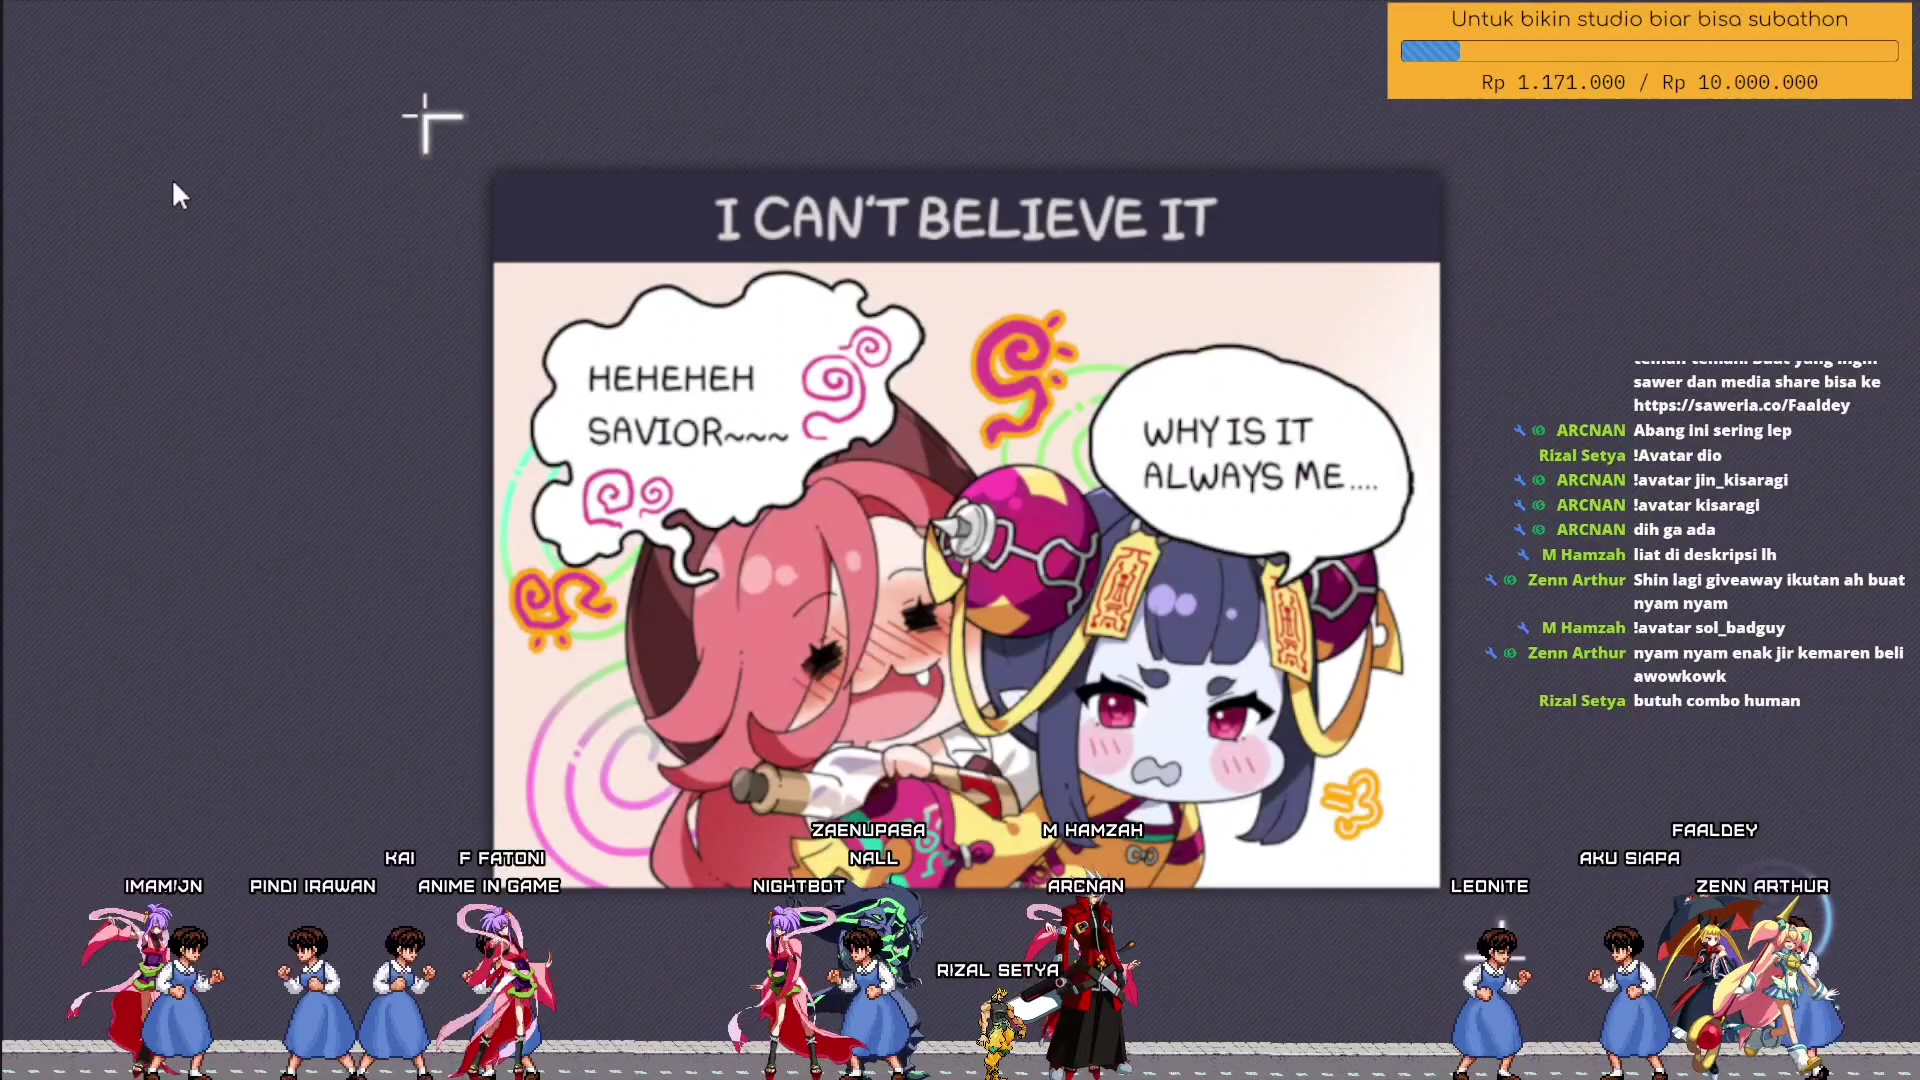 Untuk bikin studio biar bisa subathon
Rp 1.171.000 / Rp 10.000.000
I CAN'T BELIEVE IT
HEHEHEH
SAVIOR~~~
WHY IS IT
ALWAYS ME....
sawer dan media share bisa ke
https://saweria.co/Faaldey
ARCNAN Abang ini sering lep
Rizal Setya !Avatar dio
ARCNAN !avatar jin_kisaragi
ARCNAN !avatar kisaragi
ARCNAN dih ga ada
M Hamzah liat di deskripsi lh
Zenn Arthur Shin lagi giveaway ikutan ah buat
nyam nyam
M Hamzah !avatar sol_badguy
Zenn Arthur nyam nyam enak jir kemaren beli
awowkowk
Rizal Setya butuh combo human
ZAENUPASA
M HAMZAH
FAALDEY
KAI
F FATONI
NALL
AKU SIAPA
PINDI IRAWAN
ANIME IN GAME
NIGHTBOT
ARCNAN
LEONITE
ZENN ARTHUR
RIZAL SETYA